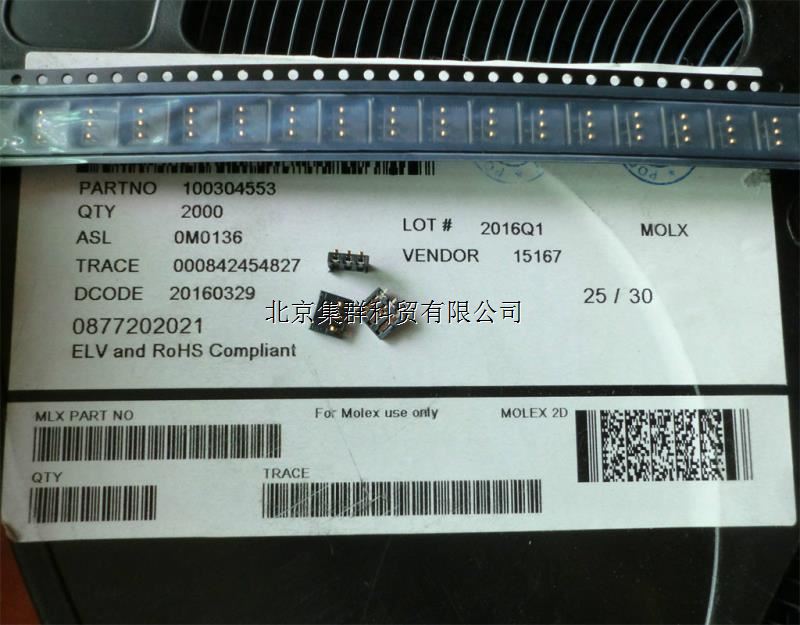 PARTNO 100304553
QTY 2000
ASL 0M0136
LOT # 2016Q1
MOLX
TRACE 000842454827
VENDOR 15167
DCODE 20160329
25 / 30
北京集群科贸有限公司
0877202021
ELV and RoHS Compliant
MLX PART NO
For Molex use only
MOLEX 2D
QTY
TRACE